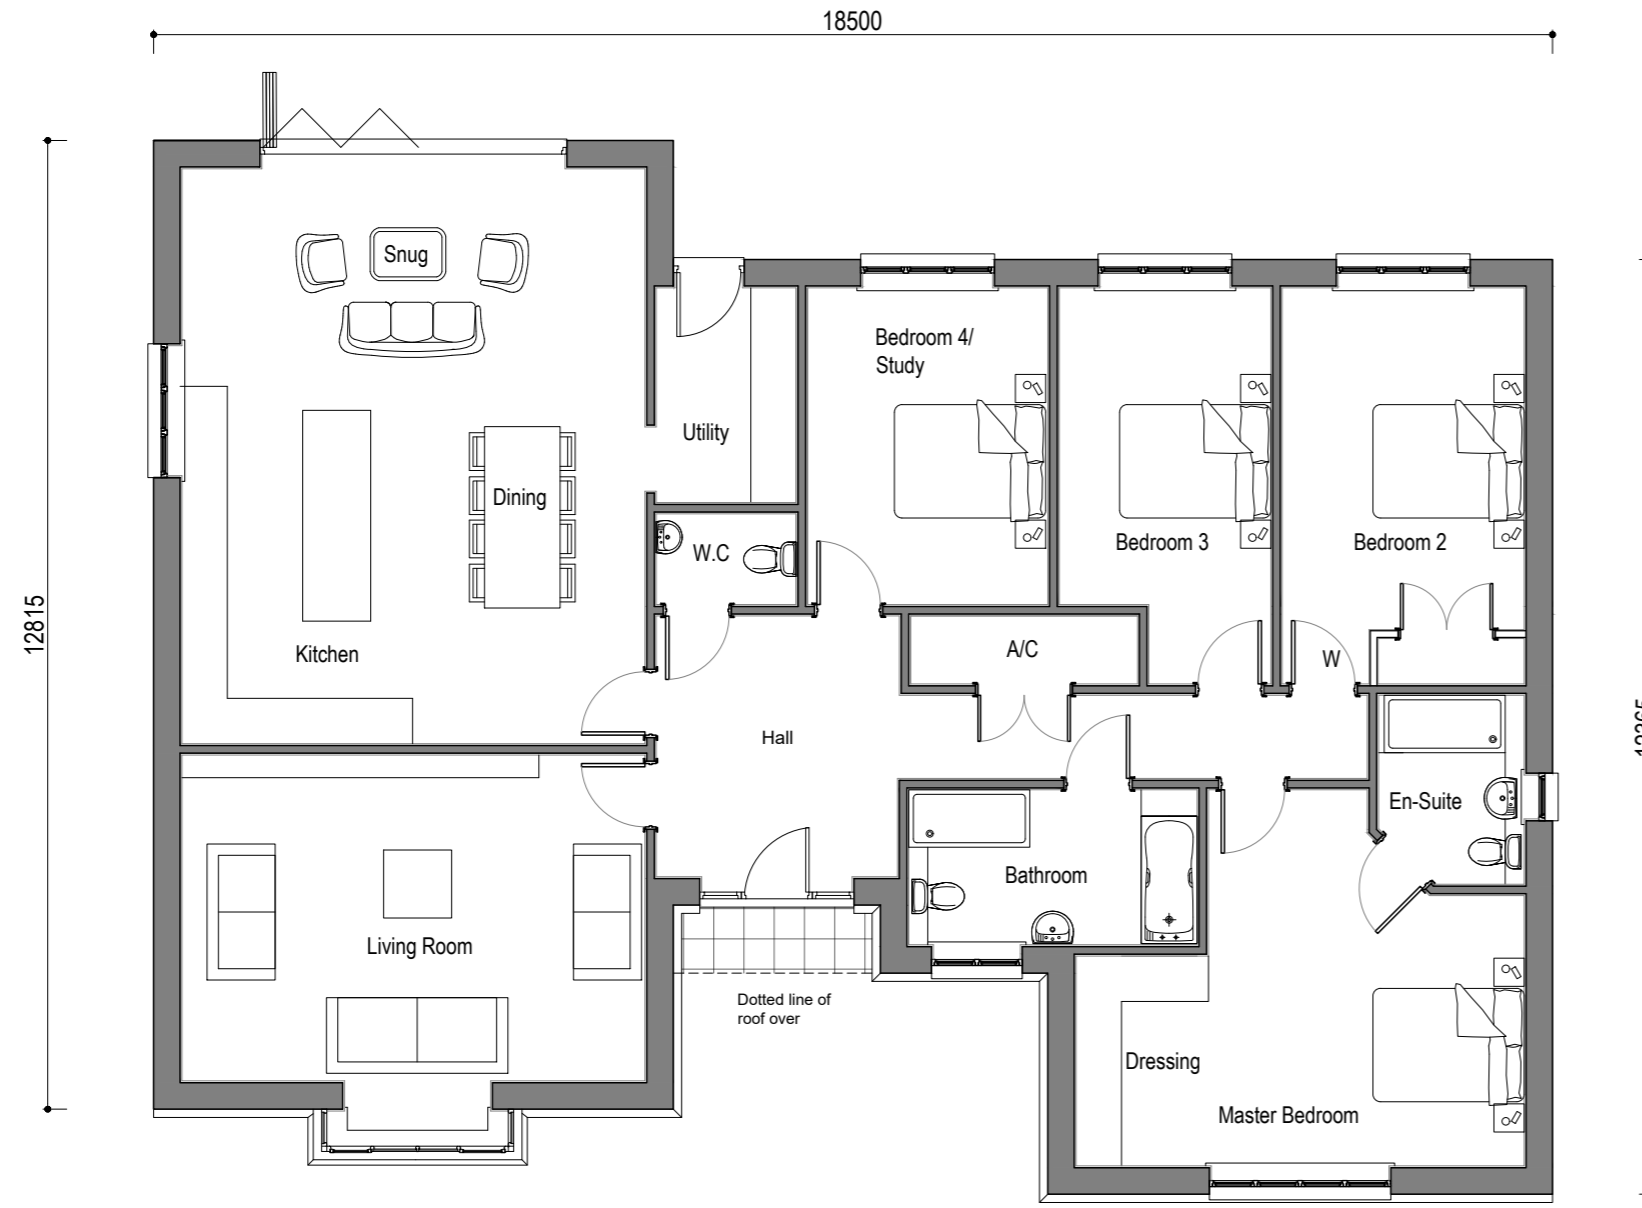 18500
Snug
Bedroom 4/
Study
Utility
Dining
Bedroom 3
Bedroom 2
W.C
12815
Kitchen
A/C
W
Hall
En-Suite
Bathroom
Living Room
Dotted line of
roof over
Dressing
Master Bedroom